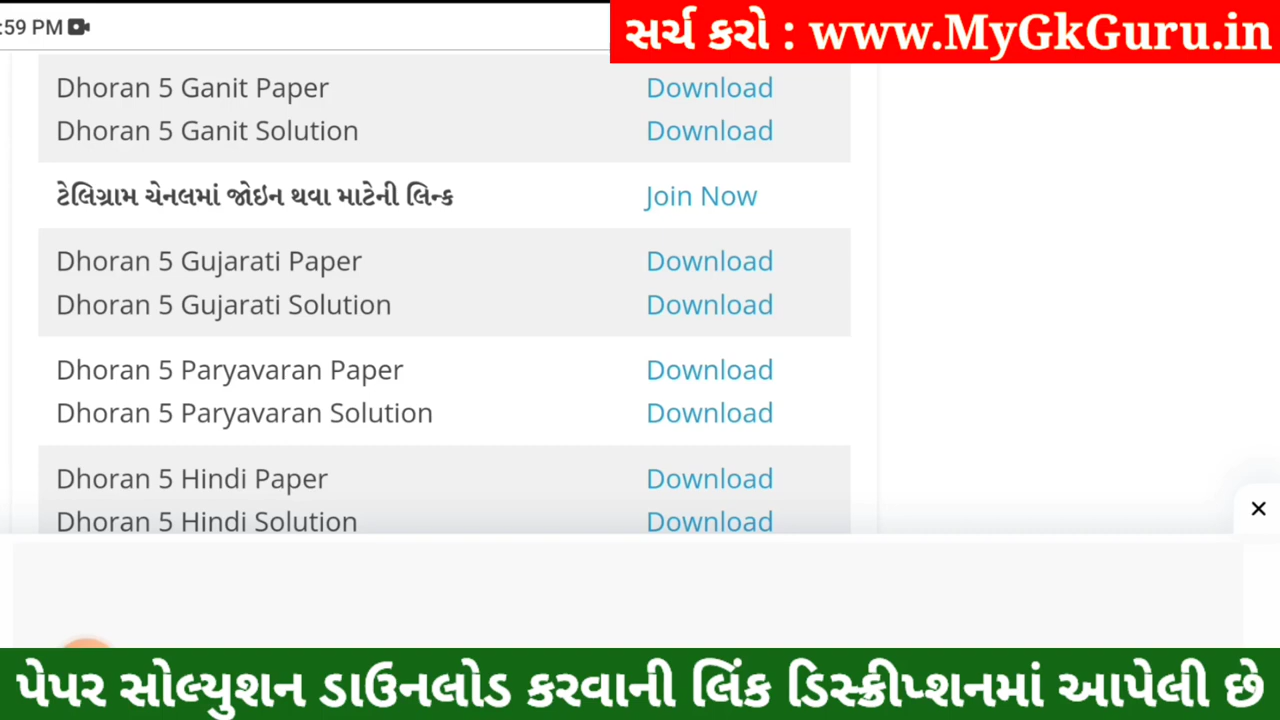 :59 PM
સર્ચ કરો : www.MyGkGuru.in
Dhoran 5 Ganit Paper Download
Dhoran 5 Ganit Solution Download
ટેલિગ્રામ ચેનલમાં જોઇન થવા માટેની લિન્ક Join Now
Dhoran 5 Gujarati Paper Download
Dhoran 5 Gujarati Solution Download
Dhoran 5 Paryavaran Paper Download
Dhoran 5 Paryavaran Solution Download
Dhoran 5 Hindi Paper Download
Dhoran 5 Hindi Solution Download
પેપર સોલ્યુશન ડાઉનલોડ કરવાની લિંક ડિસ્ક્રીપ્શનમાં આપેલી છે